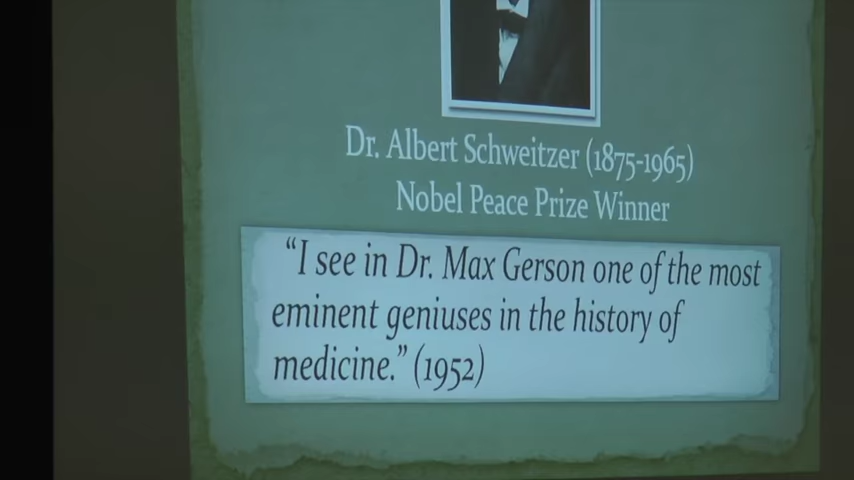 Dr. Albert Schweitzer (1875-1965)
Nobel Peace Prize Winner
“I see in Dr. Max Gerson one of the most
eminent geniuses in the history of
medicine.” (1952)